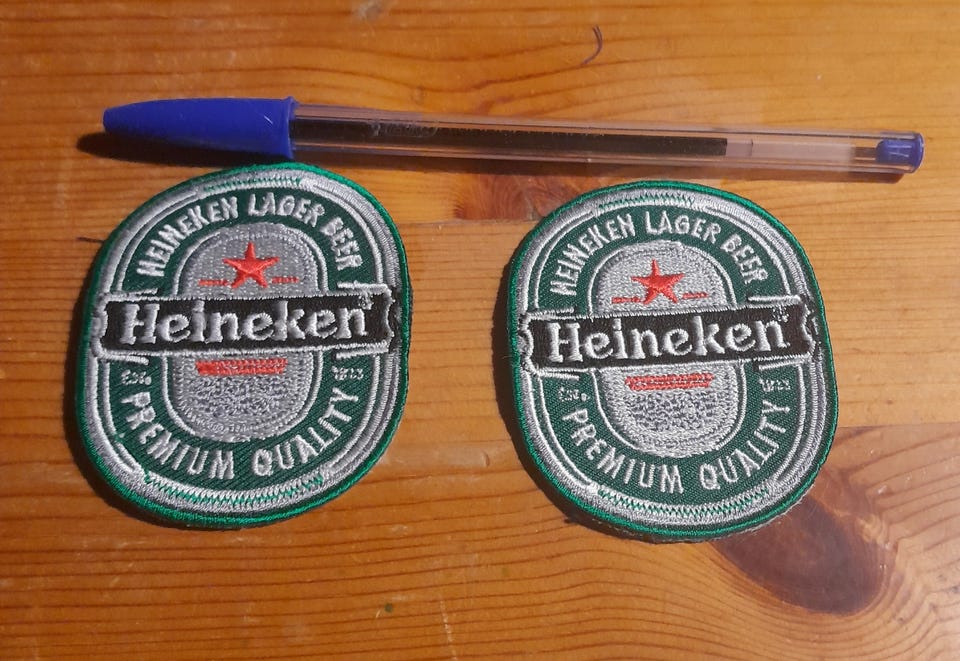 HEINEKEN LAGER BEER
Heineken
PREMIUM QUALITY
HEINEKEN LAGER BEER
Heineken
PREMIUM QUALITY